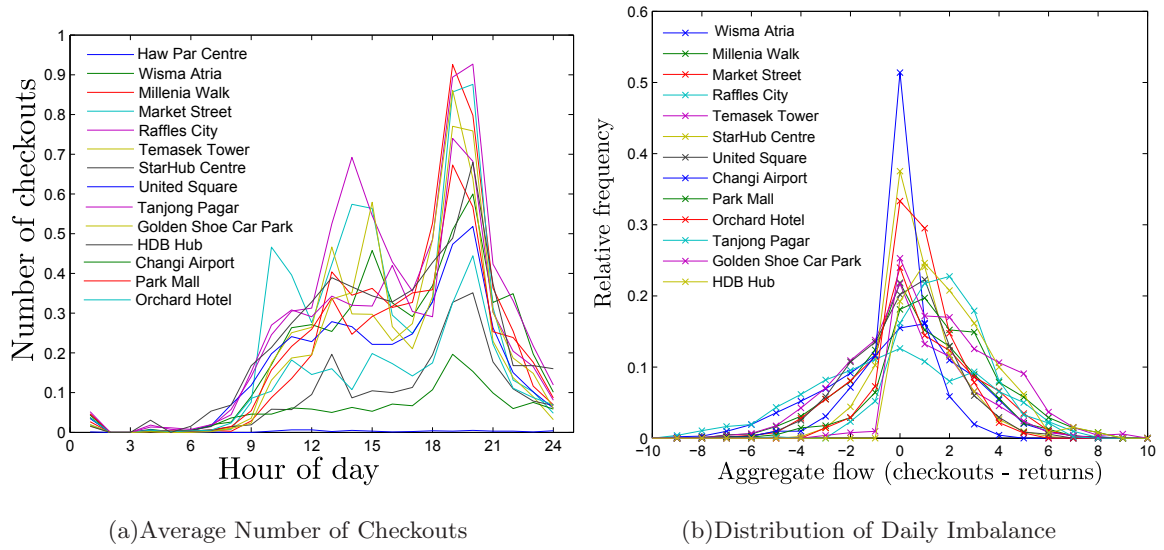 1
0.9
0.8
0.7
0.6
0.5
0.4
0.3
0.2
0.1
0
Number of checkouts
Haw Par Centre
Wisma Atria
Millenia Walk
Market Street
Raffles City
Temasek Tower
StarHub Centre
United Square
Tanjong Pagar
Golden Shoe Car Park
HDB Hub
Changi Airport
Park Mall
Orchard Hotel
0 3 6 9 12 15 18 21 24
Hour of day
(a)Average Number of Checkouts
0.6
0.5
0.4
0.3
0.2
0.1
0
Relative frequency
Wisma Atria
Millenia Walk
Market Street
Raffles City
Temasek Tower
StarHub Centre
United Square
Changi Airport
Park Mall
Orchard Hotel
Tanjong Pagar
Golden Shoe Car Park
HDB Hub
−10 −8 −6 −4 −2 0 2 4 6 8 10
Aggregate flow (checkouts - returns)
(b)Distribution of Daily Imbalance